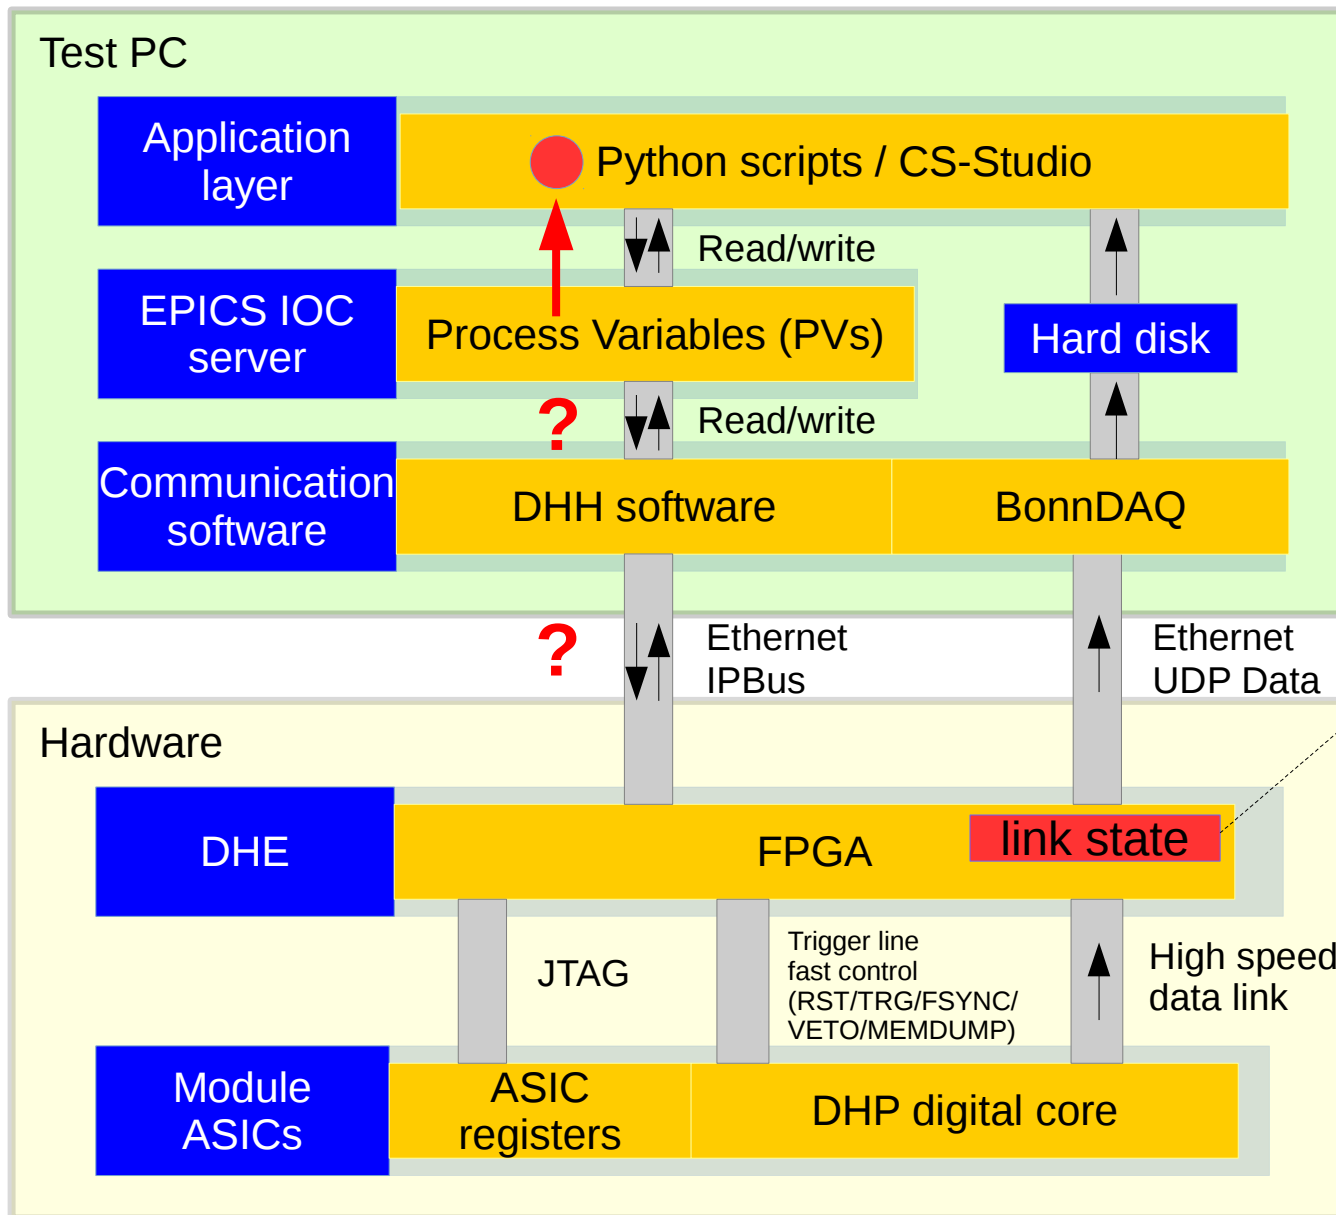 Test PC
Application
layer
Python scripts / CS-Studio
Read/write
EPICS IOC
server
Process Variables (PVs)
Hard disk
?
Read/write
Communication
software
DHH software
BonnDAQ
?
Ethernet
IPBus
Ethernet
UDP Data
Hardware
DHE
FPGA
link state
JTAG
Trigger line
fast control
(RST/TRG/FSYNC/
VETO/MEMDUMP)
High speed
data link
Module
ASICs
ASIC
registers
DHP digital core